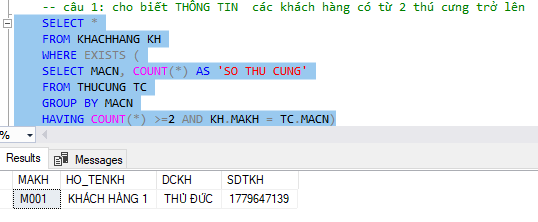 -- câu 1: cho biết THÔNG TIN các khách hàng có từ 2 thú cưng trở lên
SELECT *
FROM KHACHHANG KH
WHERE EXISTS (
SELECT MACN, COUNT(*) AS 'SO THU CUNG'
FROM THUCUNG TC
GROUP BY MACN
HAVING COUNT(*) >=2 AND KH.MAKH = TC.MACN)
%
Results Messages
MAKH HO_TENKH DCKH SDTKH
M001 KHÁCH HÀNG 1 THỦ ĐỨC 1779647139